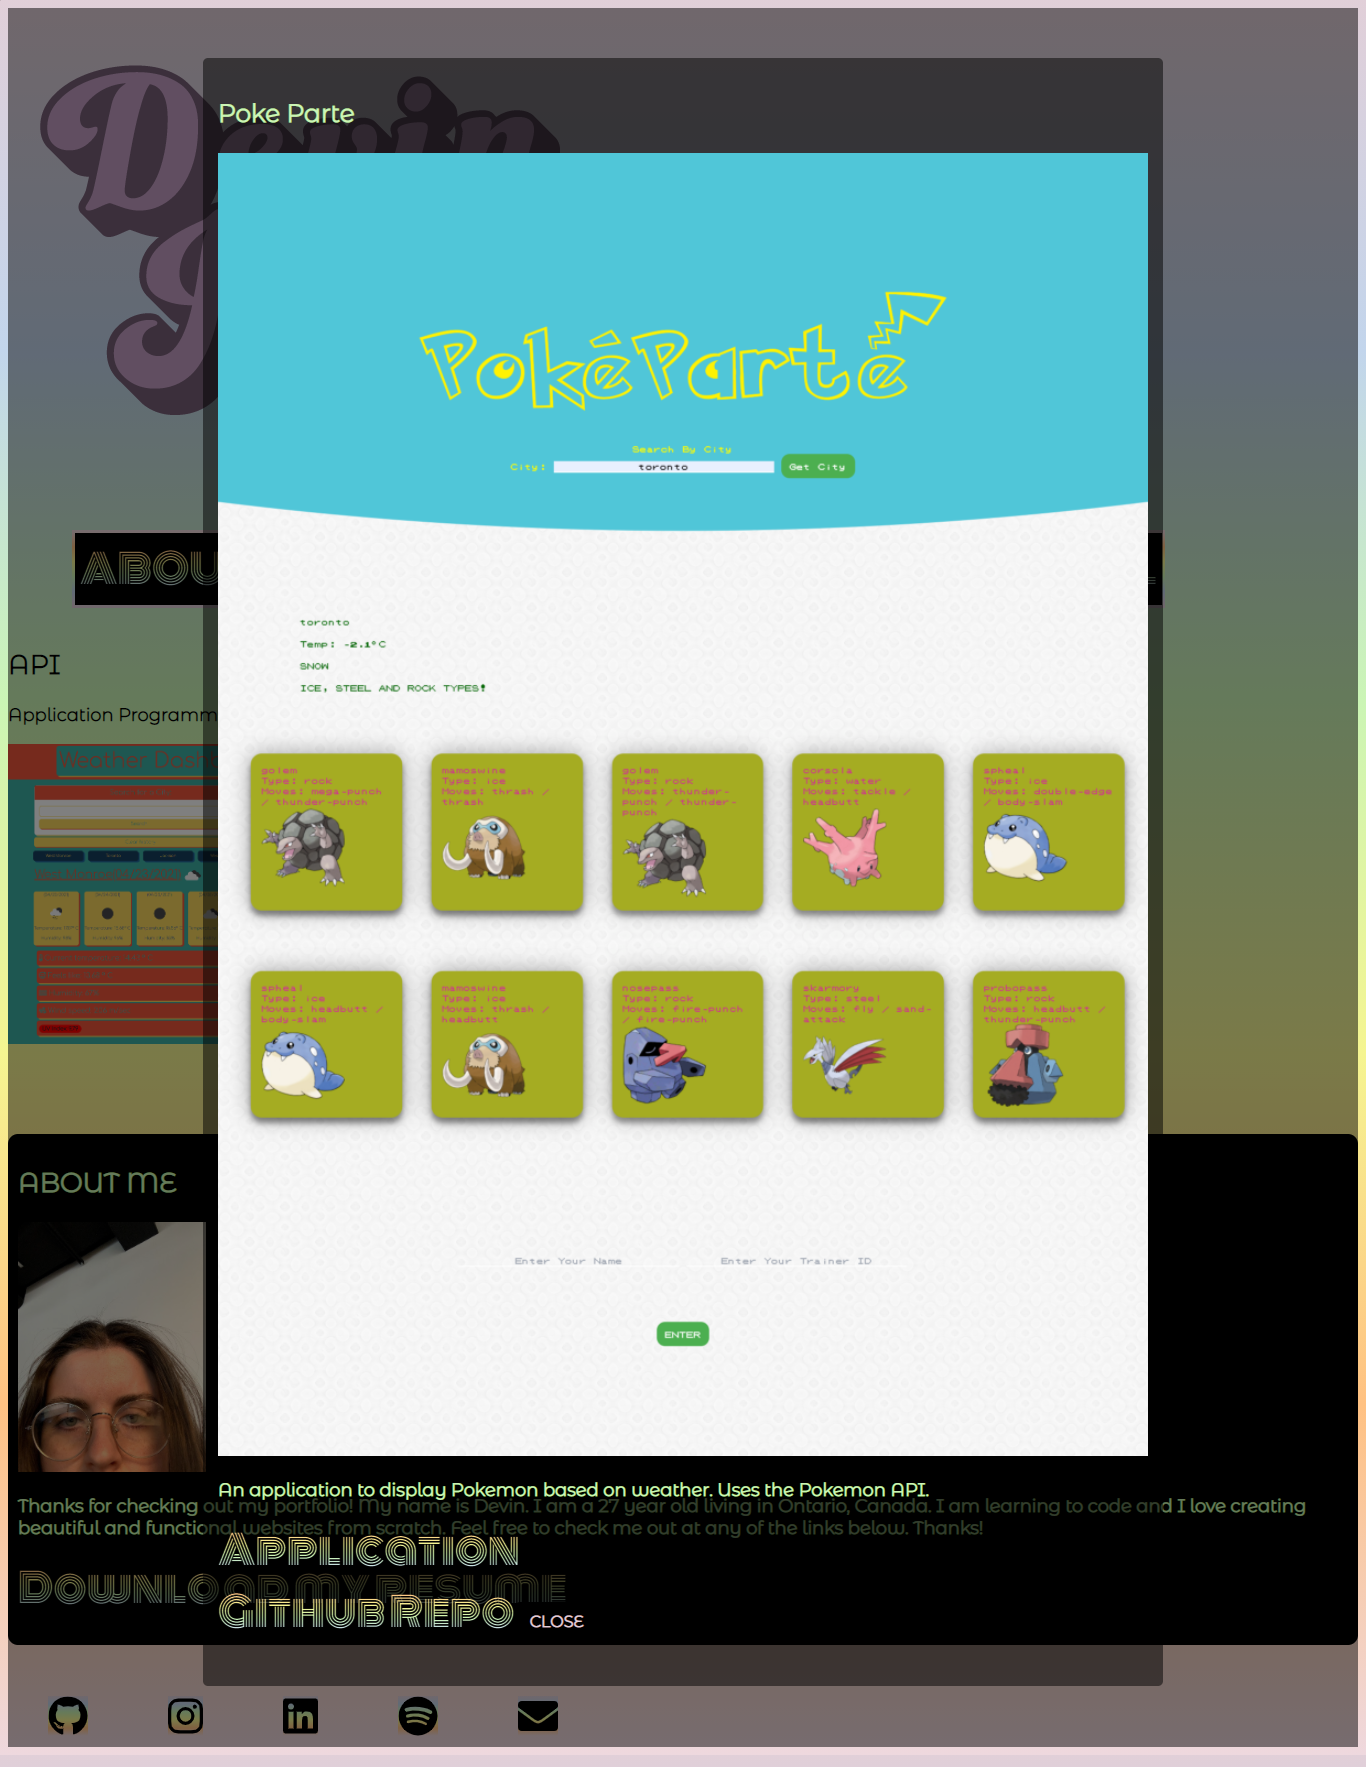 Devin
Poke Parte
PokéParte
Search By City
City: toronto Get City
ABOU
toronto
Temp: -2.1°C
SNOW
ICE, STEEL AND ROCK TYPES!
API
Application Programm
Weather Dash
golem
Type: rock
Moves: mega-punch
/ thunder-punch
mamoswine
Type: ice
Moves: thrash /
thrash
golem
Type: rock
Moves: thunder-
punch / thunder-
punch
corsola
Type: water
Moves: tackle /
headbutt
spheal
Type: ice
Moves: double-edge
/ body-slam
spheal
Type: ice
Moves: headbutt /
body-slam
mamoswine
Type: ice
Moves: thrash /
headbutt
nosepass
Type: rock
Moves: fire-punch
/ fire-punch
skarmory
Type: steel
Moves: fly / sand-
attack
probopass
Type: rock
Moves: headbutt /
thunder-punch
ABOUT ME
Enter Your Name Enter Your Trainer ID
ENTER
An application to display Pokemon based on weather. Uses the Pokemon API.
Thanks for checking out my portfolio! My name is Devin. I am a 27 year old living in Ontario, Canada. I am learning to code and I love creating
beautiful and functional websites from scratch. Feel free to check me out at any of the links below. Thanks!
Application
Download my resume
Github Repo CLOSE